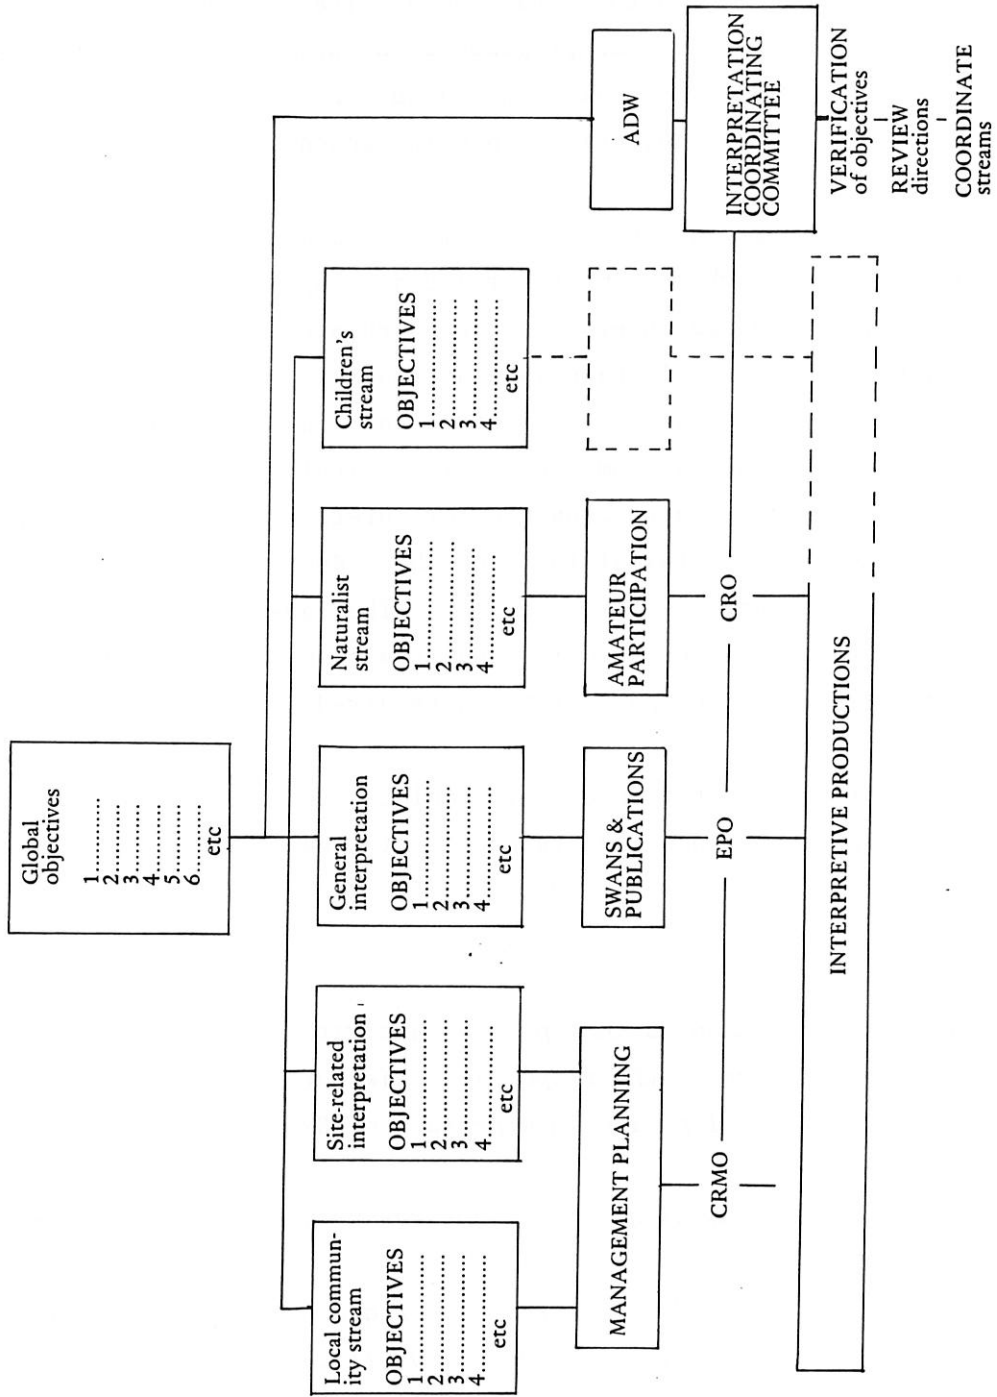 Global
objectives
1............
2............
3............
4............
5............
6............
etc
Local commun-
ity stream
OBJECTIVES
1....................
2....................
3....................
4....................
etc
Site-related
interpretation
OBJECTIVES
1....................
2....................
3....................
4....................
etc
General
interpretation
OBJECTIVES
1....................
2....................
3....................
4....................
etc
Naturalist
stream
OBJECTIVES
1....................
2....................
3....................
4....................
etc
Children's
stream
OBJECTIVES
1....................
2....................
3....................
4....................
etc
MANAGEMENT PLANNING
SWANS &
PUBLICATIONS
AMATEUR
PARTICIPATION
ADW
CRMO
EPO
CRO
INTERPRETATION
COORDINATING
COMMITTEE
VERIFICATION
of objectives
REVIEW
directions
COORDINATE
streams
INTERPRETIVE PRODUCTIONS